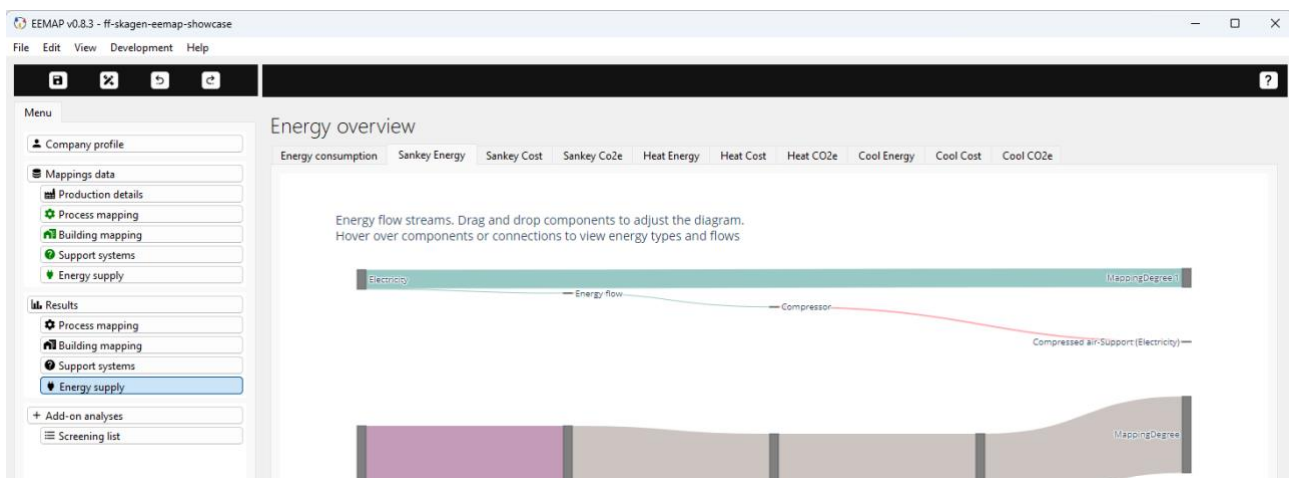 EEMAP v0.8.3 - ff-skagen-eemap-showcase
File Edit View Development Help
?
Menu
Company profile
Mappings data
Production details
Process mapping
Building mapping
Support systems
Energy supply
Results
Process mapping
Building mapping
Support systems
Energy supply
+ Add-on analyses
Screening list
Energy overview
Energy consumption Sankey Energy Sankey Cost Sankey Co2e Heat Energy Heat Cost Heat CO2e Cool Energy Cool Cost Cool CO2e
Energy flow streams. Drag and drop components to adjust the diagram.
Hover over components or connections to view energy types and flows
Electricity
MappingDegree:1
Energy flow
Compressor
Compressed air-Support (Electricity)
MappingDegree